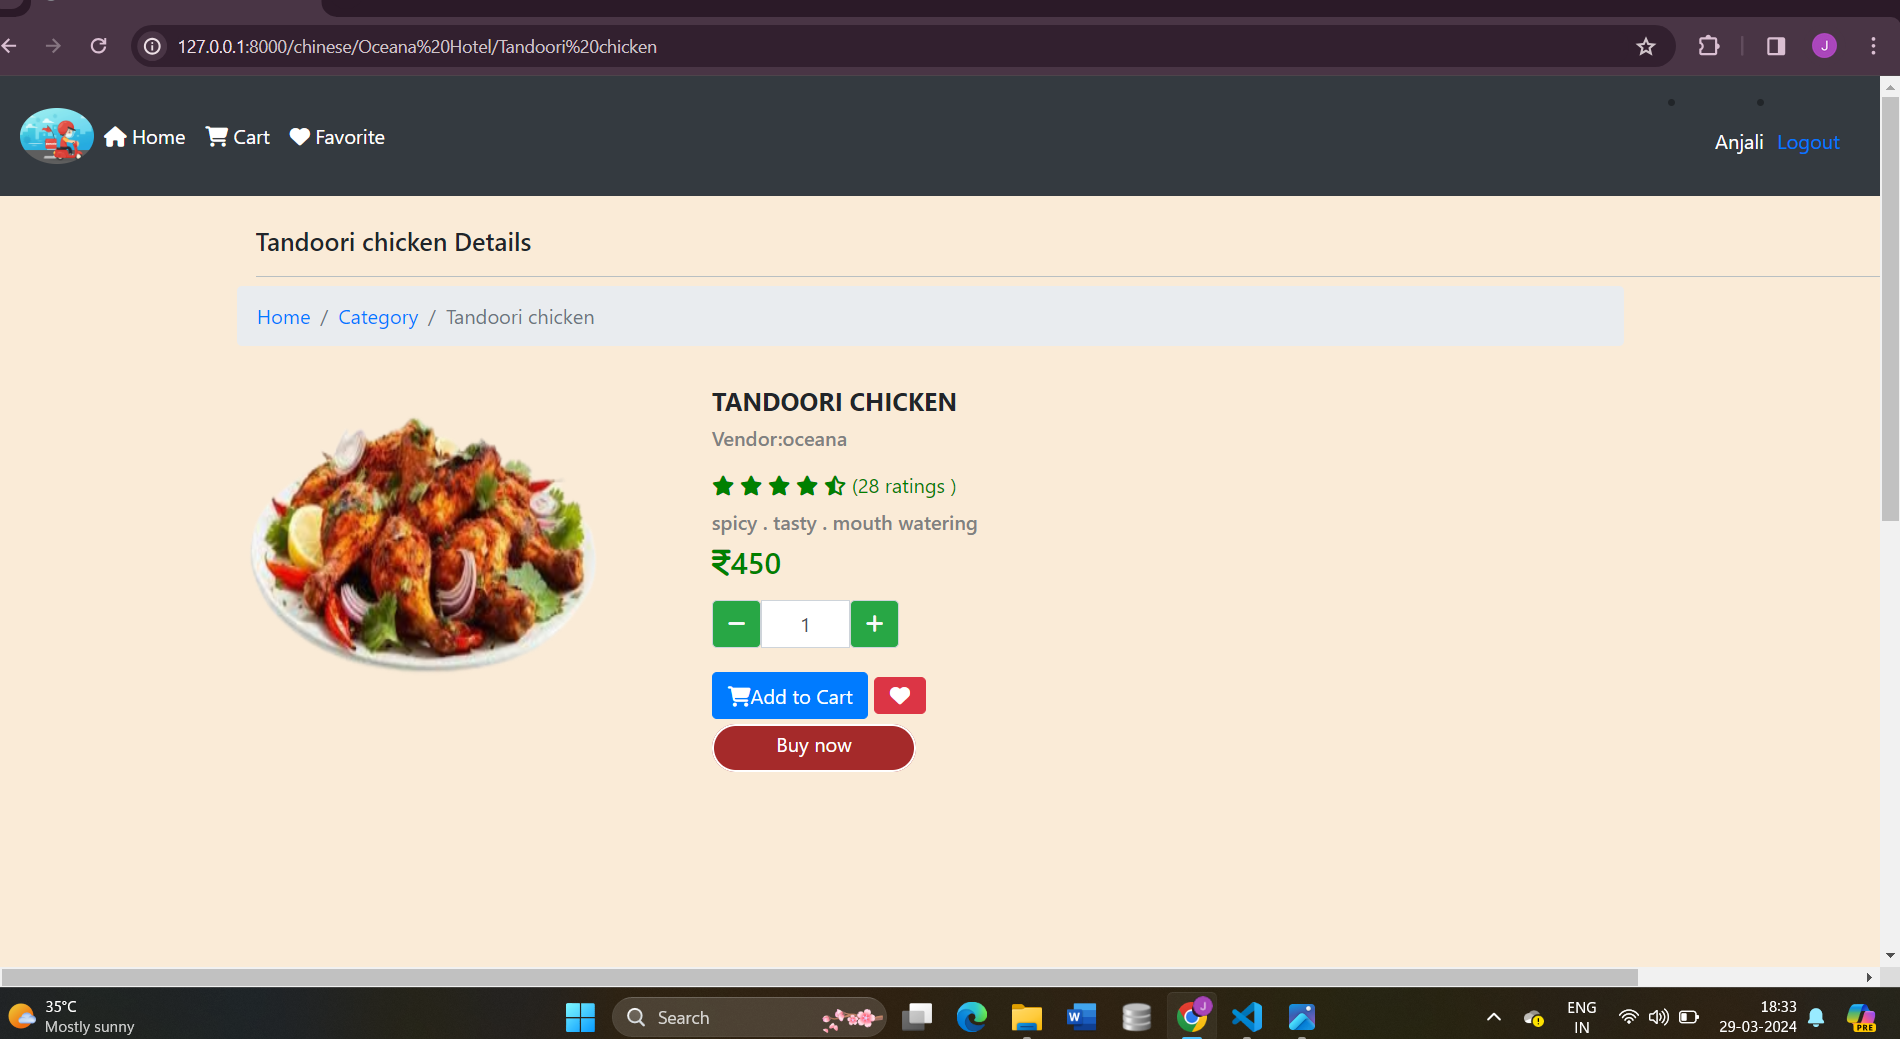 127.0.0.1:8000/chinese/Oceana%20Hotel/Tandoori%20chicken
J
Home Cart Favorite
Anjali Logout
Tandoori chicken Details
Home / Category / Tandoori chicken
TANDOORI CHICKEN
Vendor:oceana
(28 ratings )
spicy . tasty . mouth watering
₹450
1
Add to Cart
Buy now
35°C
Mostly sunny
Search
W
J
ENG
IN
18:33
29-03-2024
PRE